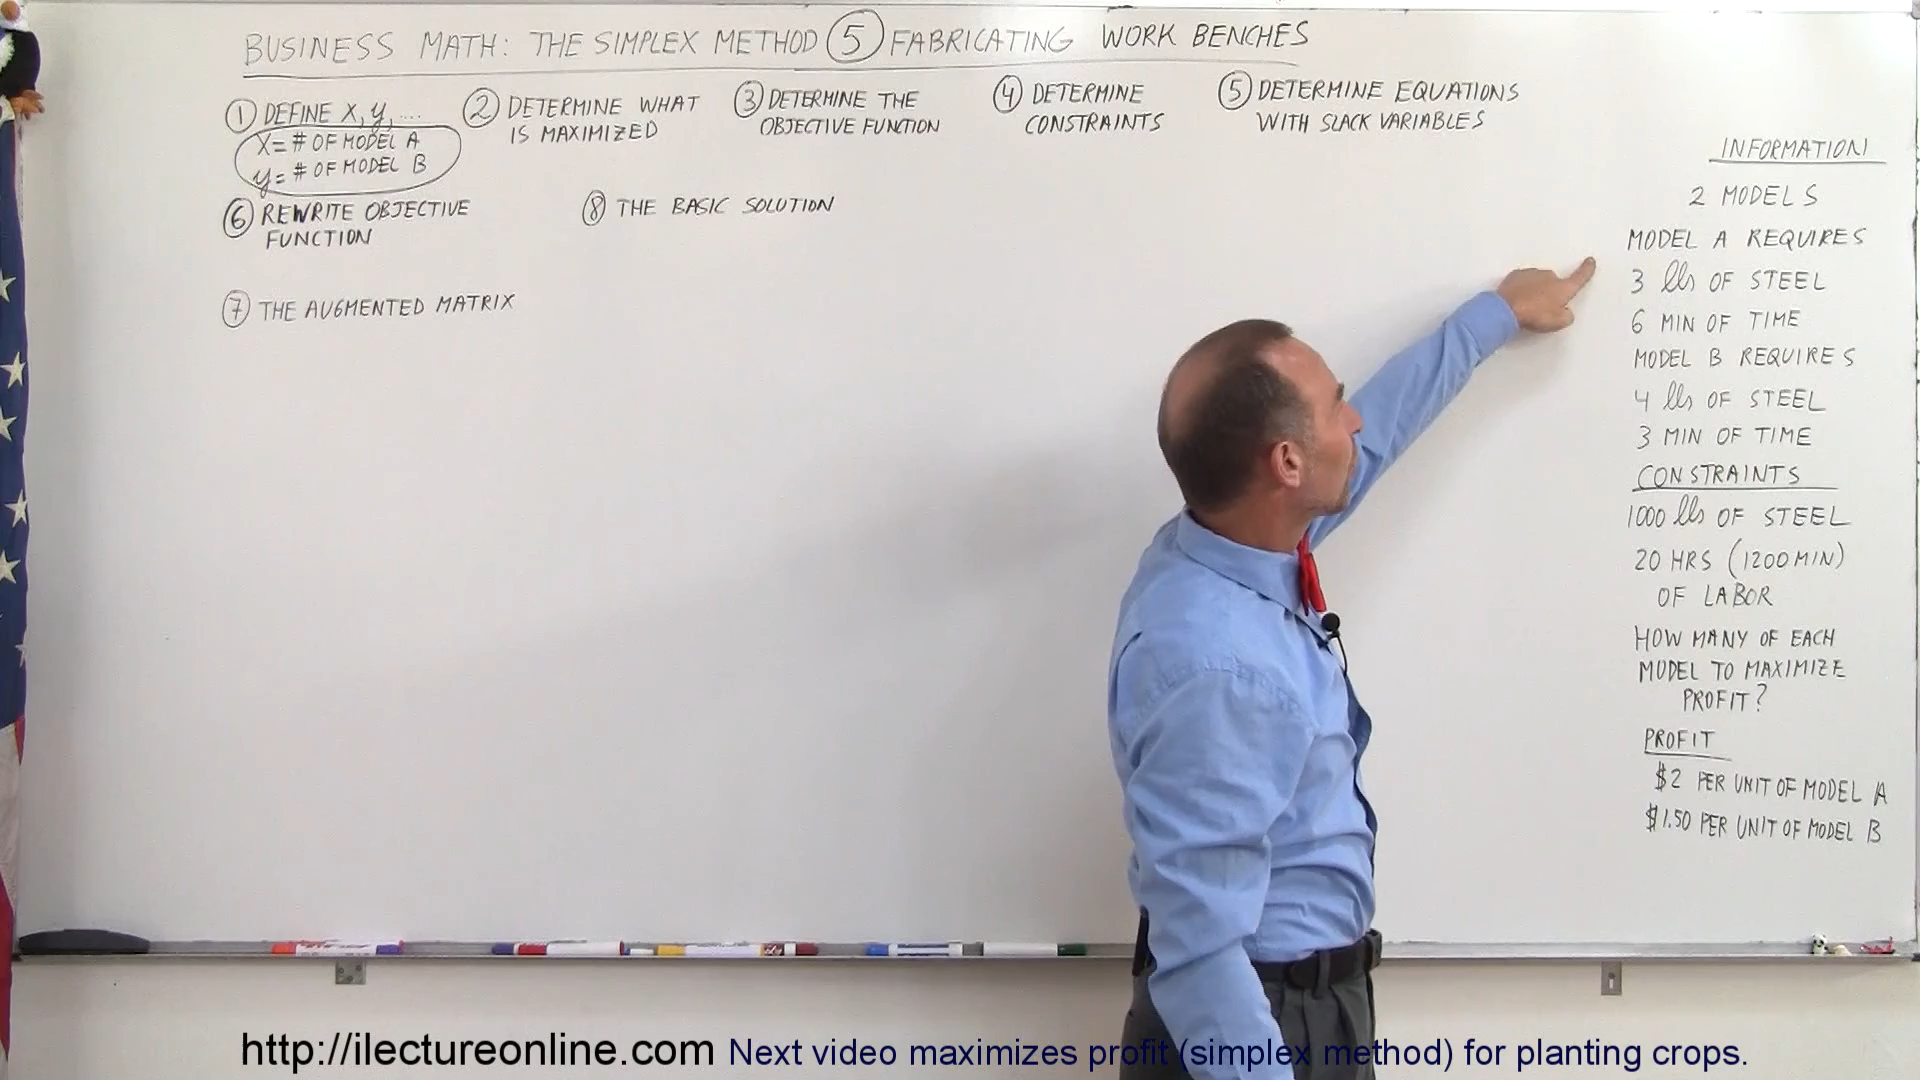 BUSINESS MATH: THE SIMPLEX METHOD 5 FABRICATING WORK BENCHES
1 DEFINE X, y, ....
X = # OF MODEL A
y = # OF MODEL B
2 DETERMINE WHAT
IS MAXIMIZED
3 DETERMINE THE
OBJECTIVE FUNCTION
4 DETERMINE
CONSTRAINTS
5 DETERMINE EQUATIONS
WITH SLACK VARIABLES
6 REWRITE OBJECTIVE
FUNCTION
8 THE BASIC SOLUTION
7 THE AUGMENTED MATRIX
INFORMATION
2 MODELS
MODEL A REQUIRES
3 lbs OF STEEL
6 MIN OF TIME
MODEL B REQUIRES
4 lbs OF STEEL
3 MIN OF TIME
CONSTRAINTS
1000 lbs OF STEEL
20 HRS (1200 MIN)
OF LABOR
HOW MANY OF EACH
MODEL TO MAXIMIZE
PROFIT?
PROFIT
$2 PER UNIT OF MODEL A
$1.50 PER UNIT OF MODEL B
http://ilectureonline.com Next video maximizes profit (simplex method) for planting crops.